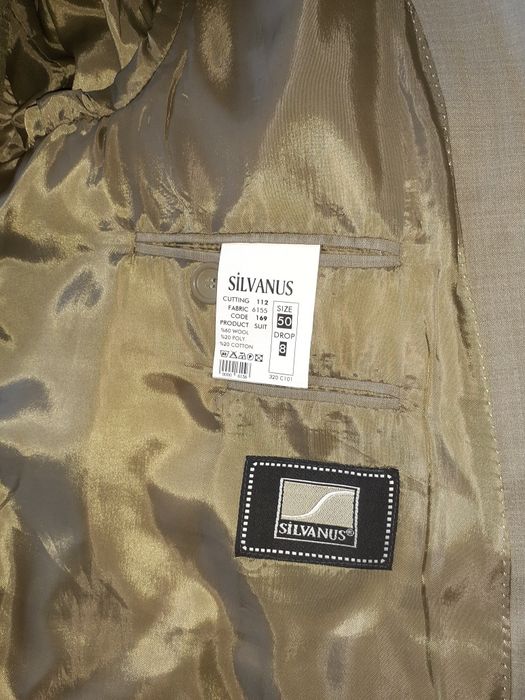 SİLVANUS
CUTTING 112
FABRIC 6155
CODE 169
PRODUCT SUIT
%60 WOOL
%20 POLY
%20 COTTON
SIZE
50
DROP
8
320 C101
SİLVANUS®